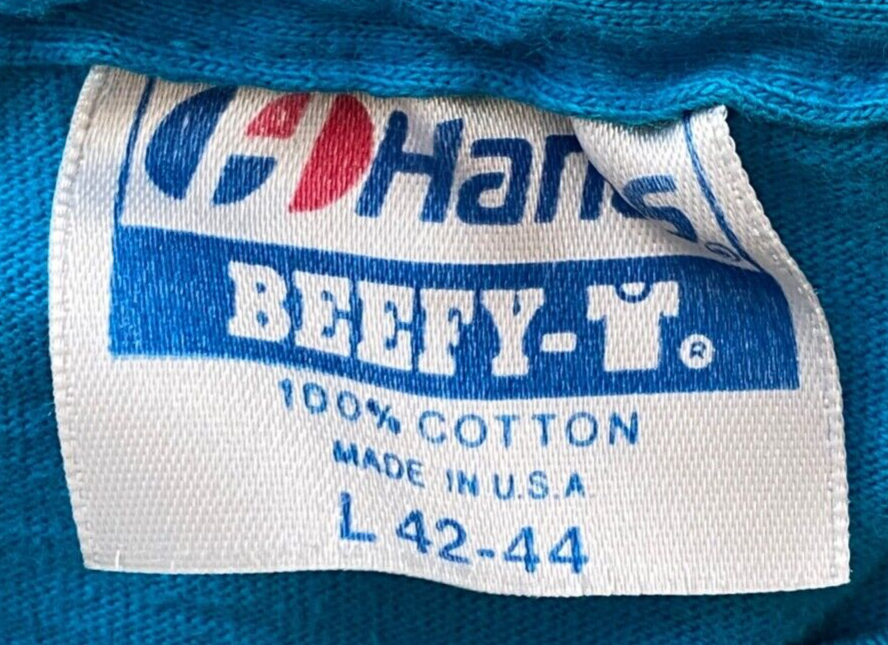 Hanes®
BEEFY-T®
100% COTTON
MADE IN U.S.A
L 42-44